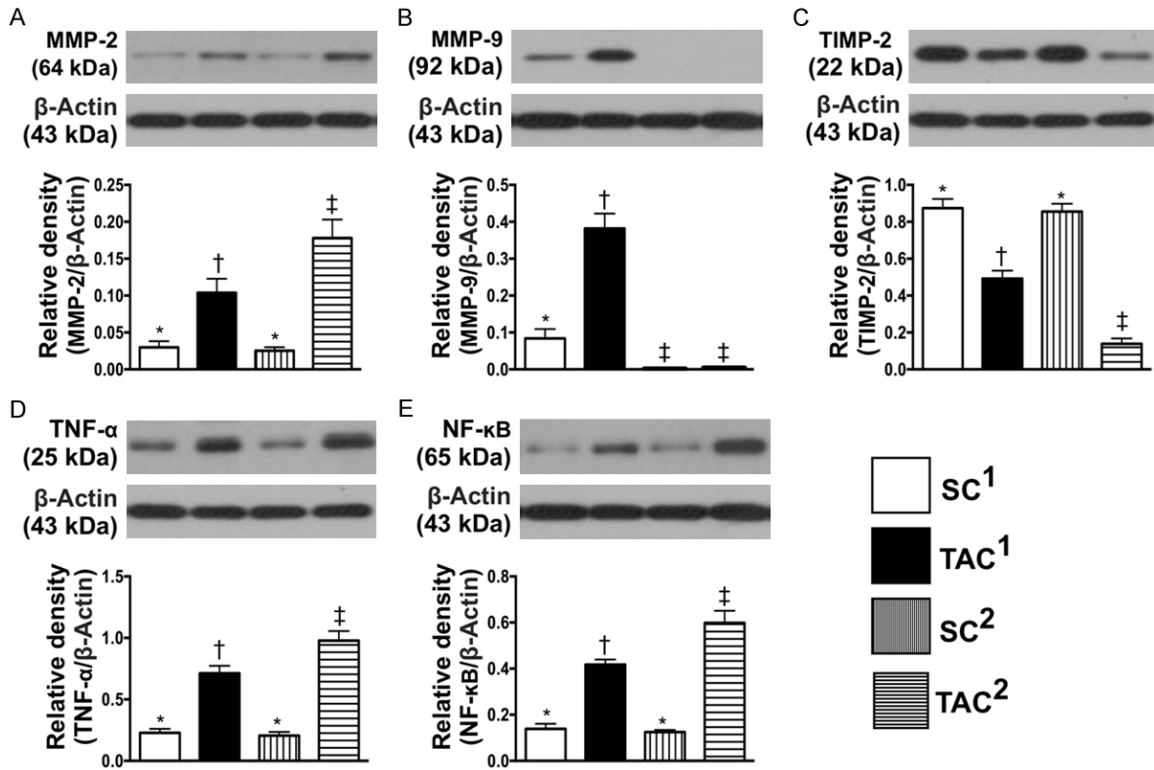 A
MMP-2
(64 kDa)
β-Actin
(43 kDa)
Relative density
(MMP-2/β-Actin)
0.25
0.20
0.15
0.10
0.05
0.00
*
†
*
‡
B
MMP-9
(92 kDa)
β-Actin
(43 kDa)
Relative density
(MMP-9/β-Actin)
0.5
0.4
0.3
0.2
0.1
0.0
*
†
‡
‡
C
TIMP-2
(22 kDa)
β-Actin
(43 kDa)
Relative density
(TIMP-2/β-Actin)
1.0
0.8
0.6
0.4
0.2
0.0
*
†
*
‡
D
TNF-α
(25 kDa)
β-Actin
(43 kDa)
Relative density
(TNF-α/β-Actin)
1.5
1.0
0.5
0.0
*
†
*
‡
E
NF-κB
(65 kDa)
β-Actin
(43 kDa)
Relative density
(NF-κB/β-Actin)
0.8
0.6
0.4
0.2
0.0
*
†
*
‡
SC¹
TAC¹
SC²
TAC²